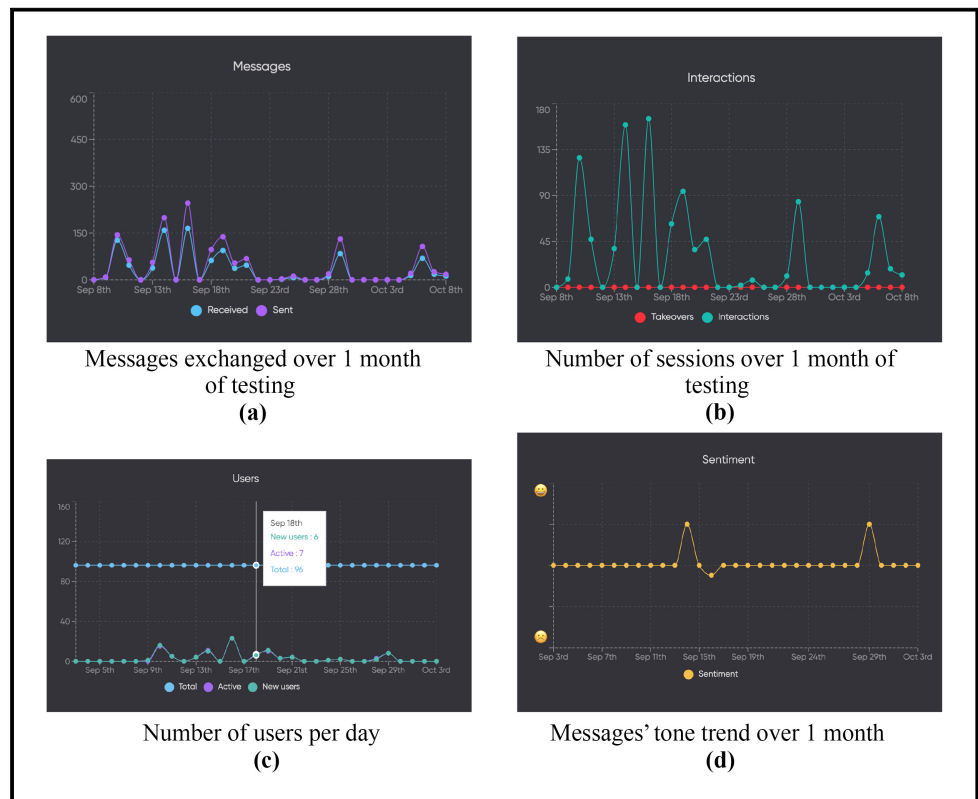 Messages
600
450
300
150
0
Sep 8th Sep 13th Sep 18th Sep 23rd Sep 28th Oct 3rd Oct 8th
Received Sent
Messages exchanged over 1 month
of testing
(a)
Interactions
180
135
90
45
0
Sep 8th Sep 13th Sep 18th Sep 23rd Sep 28th Oct 3rd Oct 8th
Takeovers Interactions
Number of sessions over 1 month of
testing
(b)
Users
160
120
80
40
0
Sep 18th
New users : 6
Active : 7
Total : 96
Sep 5th Sep 9th Sep 13th Sep 17th Sep 21st Sep 25th Sep 29th Oct 3rd
Total Active New users
Number of users per day
(c)
Sentiment
Sep 3rd Sep 7th Sep 11th Sep 15th Sep 19th Sep 24th Sep 29th Oct 3rd
Sentiment
Messages’ tone trend over 1 month
(d)